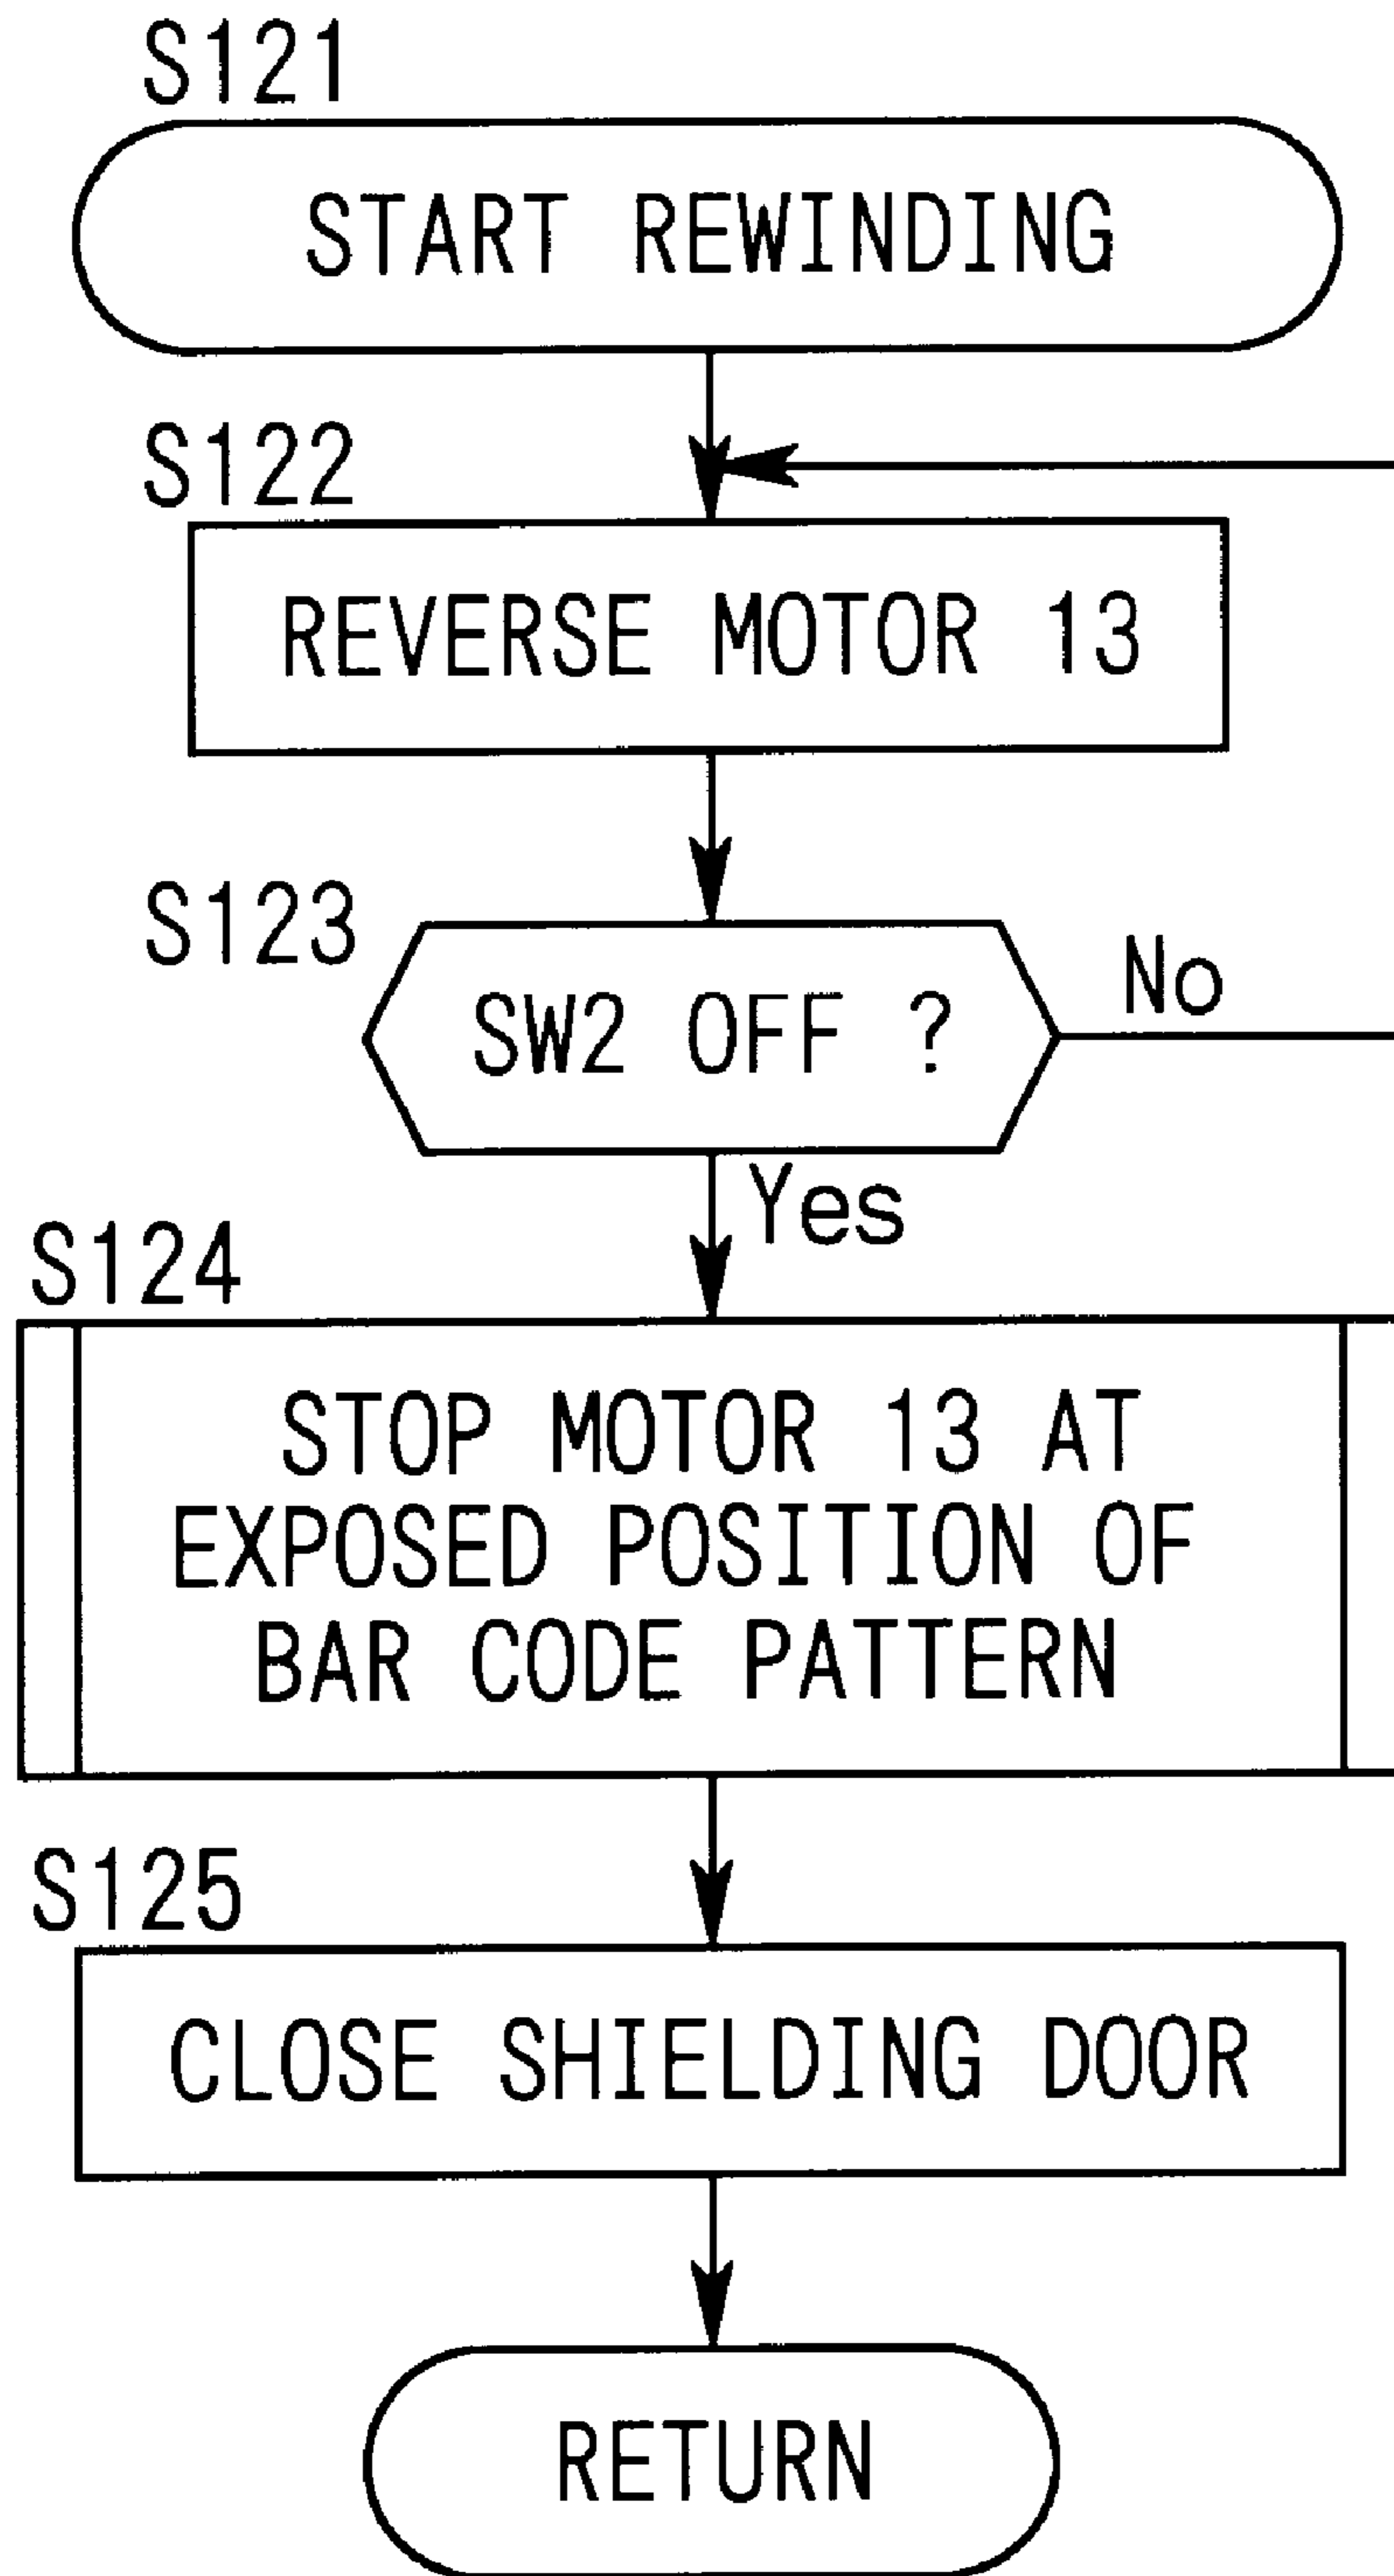 S121
START REWINDING
S122
REVERSE MOTOR 13
S123
SW2 OFF ?
No
Yes
S124
STOP MOTOR 13 AT
EXPOSED POSITION OF
BAR CODE PATTERN
S125
CLOSE SHIELDING DOOR
RETURN